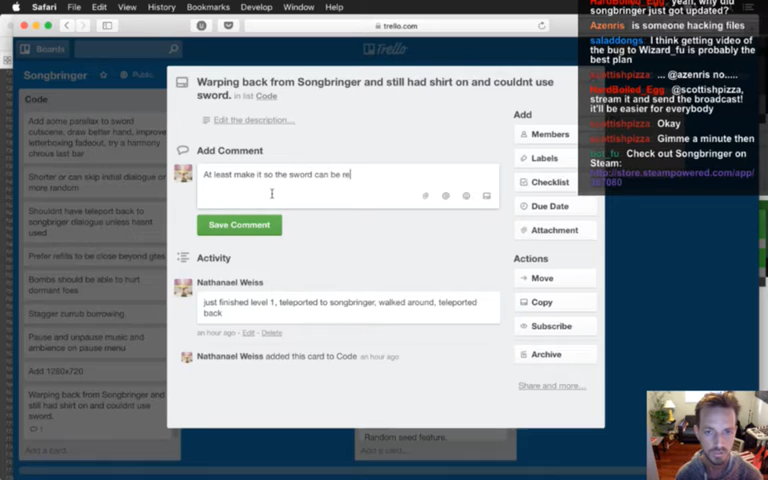 Safari File Edit View History Bookmarks Develop Window Help
trello.com
Boards
Trello
Songbringer
Code
Add some parallax to sword
cutscene, draw better hand, improve
letterboxing fadeout, try a harmony
chrous last bar
Shorter or can skip initial dialogue or
more random.
Shouldnt have teleport back to
songbringer dialogue unless hasnt
used.
Prefer refills to be close beyond gtes
Bombs should be able to hurt
dormant foes
Stagger zurrub burrowing
Pause and unpause music and
ambience on pause menu
Add 1280x720
Warping back from Songbringer and
still had shirt on and couldnt use
sword.
1
Add a card...
Warping back from Songbringer and still had shirt on and couldnt use
sword. in list Code
Edit the description...
Add Comment
At least make it so the sword can be re
Save Comment
Activity
Nathanael Weiss
just finished level 1, teleported to songbringer, walked around, teleported
back
an hour ago - Edit - Delete
Nathanael Weiss added this card to Code an hour ago
Add
Members
Labels
Checklist
Due Date
Attachment
Actions
Move
Copy
Subscribe
Archive
Share and more...
Random seed feature,
Add a card...
HardBoiled_Egg yeah, why did
songbringer just got updated?
Azenris is someone hacking files
saladdongs I think getting video of
the bug to Wizard_fu is probably the
best plan
scottishpizza ... @azenris no.....
HardBoiled_Egg @scottishpizza,
stream it and send the broadcast!
it'll be easier for everybody
scottishpizza Okay
scottishpizza Gimme a minute then
Check out Songbringer on
Steam:
http://store.steampowered.com/app/
367080